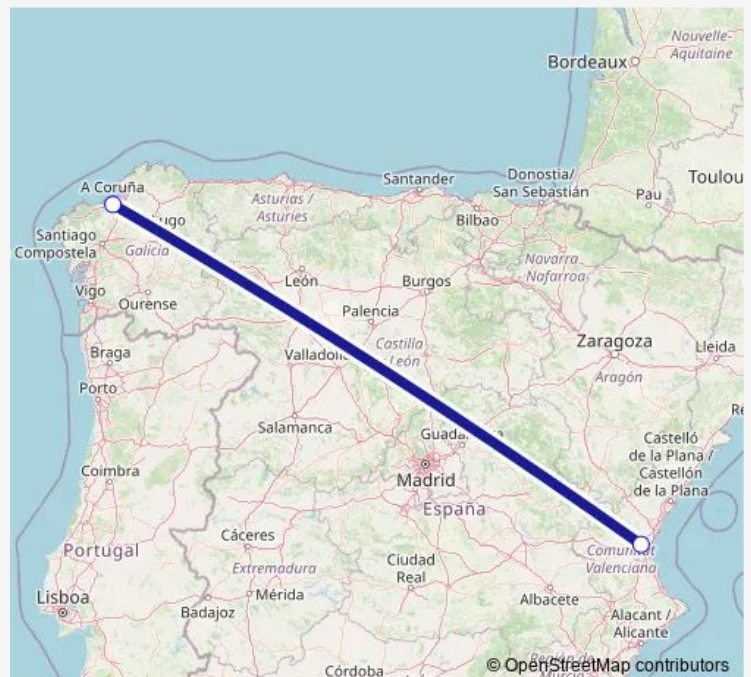 Nouvelle-
Aquitaine
Bordeaux
A Coruña
Santander
Donostia/
San Sebastián
Toulou
Pau
Asturias /
Asturies
Bilbao
Santiago
Compostela
Galicia
Navarra
Nafarroa
León
Burgos
Vigo
Ourense
Palencia
Castilla
León
Zaragoza
Lleida
Braga
Aragón
Porto
Salamanca
Castelló
de la Plana /
Castellón
de la Plana
Madrid
Coimbra
España
Cáceres
Portugal
Valenciana
Ciudad
Real
Extremadura
Lisboa
Mérida
Albacete
Badajoz
Alacant /
Alicante
Córdoba
© OpenStreetMap contributors